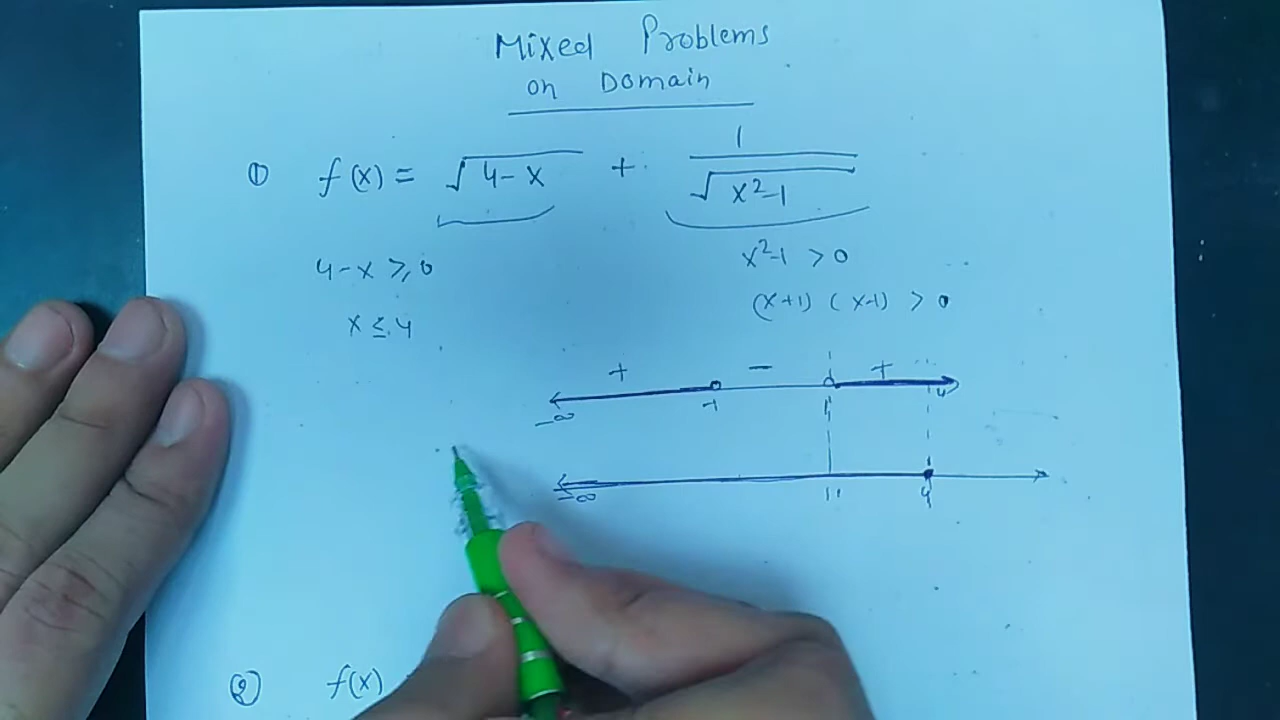 Mixed Problems
on Domain
① f(x) = √4-x + 1/√x²-1
4-x ≥ 0 x²-1 > 0
x ≤ 4 (x+1) (x-1) > 0
+ - +
-∞ -1 1 4
-∞ 1 4
② f(x)